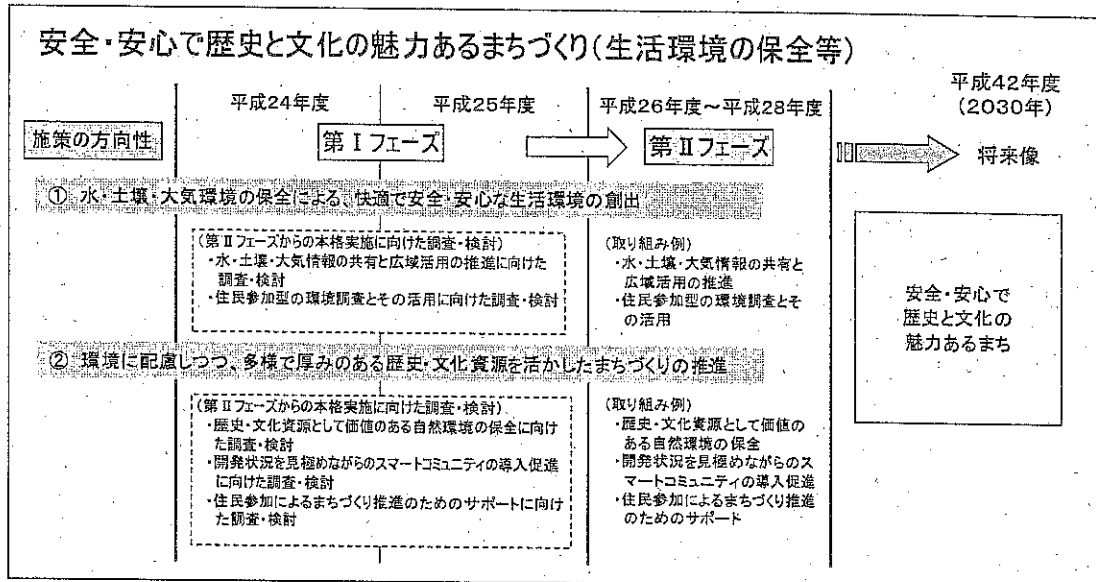 安全・安心で歴史と文化の魅力あるまちづくり(生活環境の保全等)
平成24年度
平成25年度
平成26年度～平成28年度
平成42年度
(2030年)
施策の方向性
第Ⅰフェーズ
第Ⅱフェーズ
将来像
① 水・土壌・大気環境の保全による、快適で安全・安心な生活環境の創出
(第Ⅱフェーズからの本格実施に向けた調査・検討)
・水・土壌・大気情報の共有と広域活用の推進に向けた
調査・検討
・住民参加型の環境調査とその活用に向けた調査・検討
(取り組み例)
・水・土壌・大気情報の共有と
広域活用の推進
・住民参加型の環境調査とそ
の活用
② 環境に配慮しつつ、多様で厚みのある歴史・文化資源を活かしたまちづくりの推進
(第Ⅱフェーズからの本格実施に向けた調査・検討)
・歴史・文化資源として価値のある自然環境の保全に向け
た調査・検討
・開発状況を見極めながらのスマートコミュニティの導入促進
に向けた調査・検討
・住民参加によるまちづくり推進のためのサポートに向け
た調査・検討
(取り組み例)
・歴史・文化資源として価値の
ある自然環境の保全
・開発状況を見極めながらのス
マートコミュニティの導入促進
・住民参加によるまちづくり推進
のためのサポート
安全・安心で
歴史と文化の
魅力あるまち